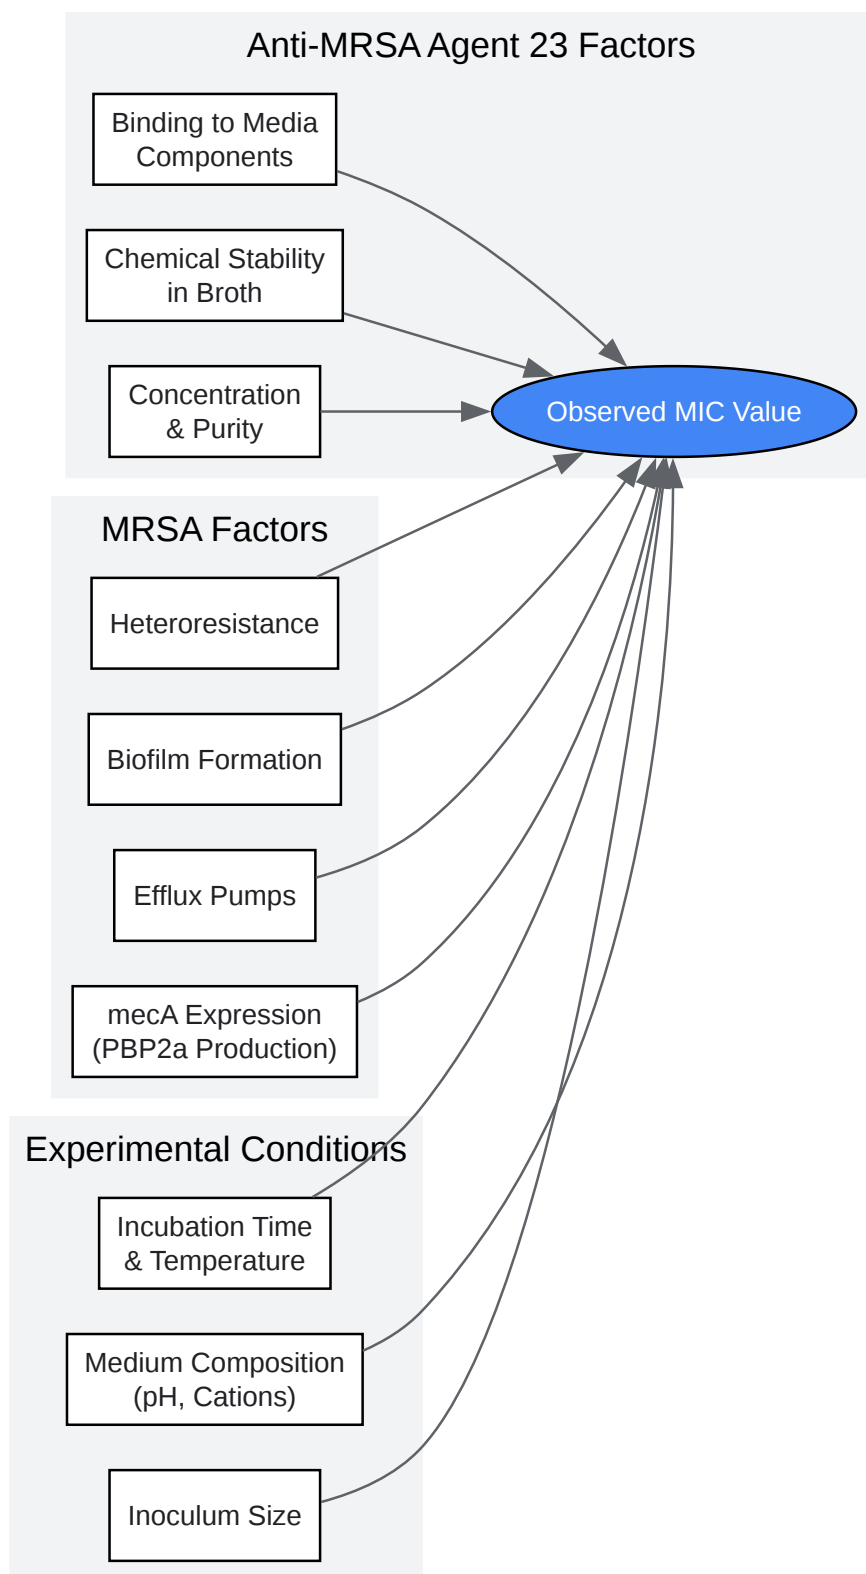 Anti-MRSA Agent 23 Factors
Binding to Media
Components
Chemical Stability
in Broth
Concentration
& Purity
Observed MIC Value
MRSA Factors
Heteroresistance
Biofilm Formation
Efflux Pumps
mecA Expression
(PBP2a Production)
Experimental Conditions
Incubation Time
& Temperature
Medium Composition
(pH, Cations)
Inoculum Size